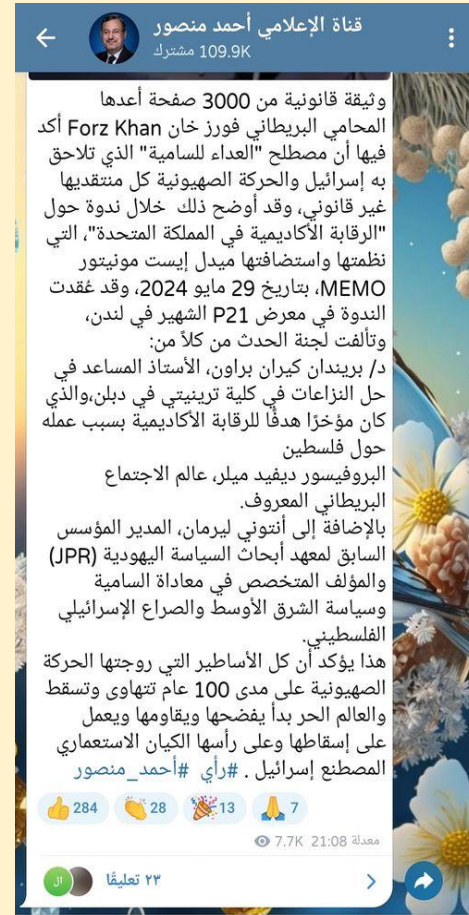 قناة الإعلامي أحمد منصور
109.9K مشترك
وثيقة قانونية من 3000 صفحة أعدها
المحامي البريطاني فورز خان Forz Khan أكد
فيها أن مصطلح "العداء للسامية" الذي تلاحق
به إسرائيل والحركة الصهيونية كل منتقديها
غير قانوني، وقد أوضح ذلك خلال ندوة حول
"الرقابة الأكاديمية في المملكة المتحدة"، التي
نظمتها واستضافتها ميدل إيست مونيتور
MEMO، بتاريخ 29 مايو 2024، وقد عُقدت
الندوة في معرض P21 الشهير في لندن،
وتألفت لجنة الحدث من كلاً من:
د/ بريندان كيران براون، الأستاذ المساعد في
حل النزاعات في كلية ترينيتي في دبلن،والذي
كان مؤخرًا هدفًا للرقابة الأكاديمية بسبب عمله
حول فلسطين
البروفيسور ديفيد ميلر، عالم الاجتماع
البريطاني المعروف.
بالإضافة إلى أنتوني ليرمان، المدير المؤسس
السابق لمعهد أبحاث السياسة اليهودية (JPR)
والمؤلف المتخصص في معاداة السامية
وسياسة الشرق الأوسط والصراع الإسرائيلي
الفلسطيني.
هذا يؤكد أن كل الأساطير التي روجتها الحركة
الصهيونية على مدى 100 عام تتهاوى وتسقط
والعالم الحر بدأ يفضحها ويقاومها ويعمل
على إسقاطها وعلى رأسها الكيان الاستعماري
المصطنع إسرائيل . #رأي #أحمد_منصور
284 28 13 7
معدلة 21:08 7.7K
٢٣ تعليقًا
ال